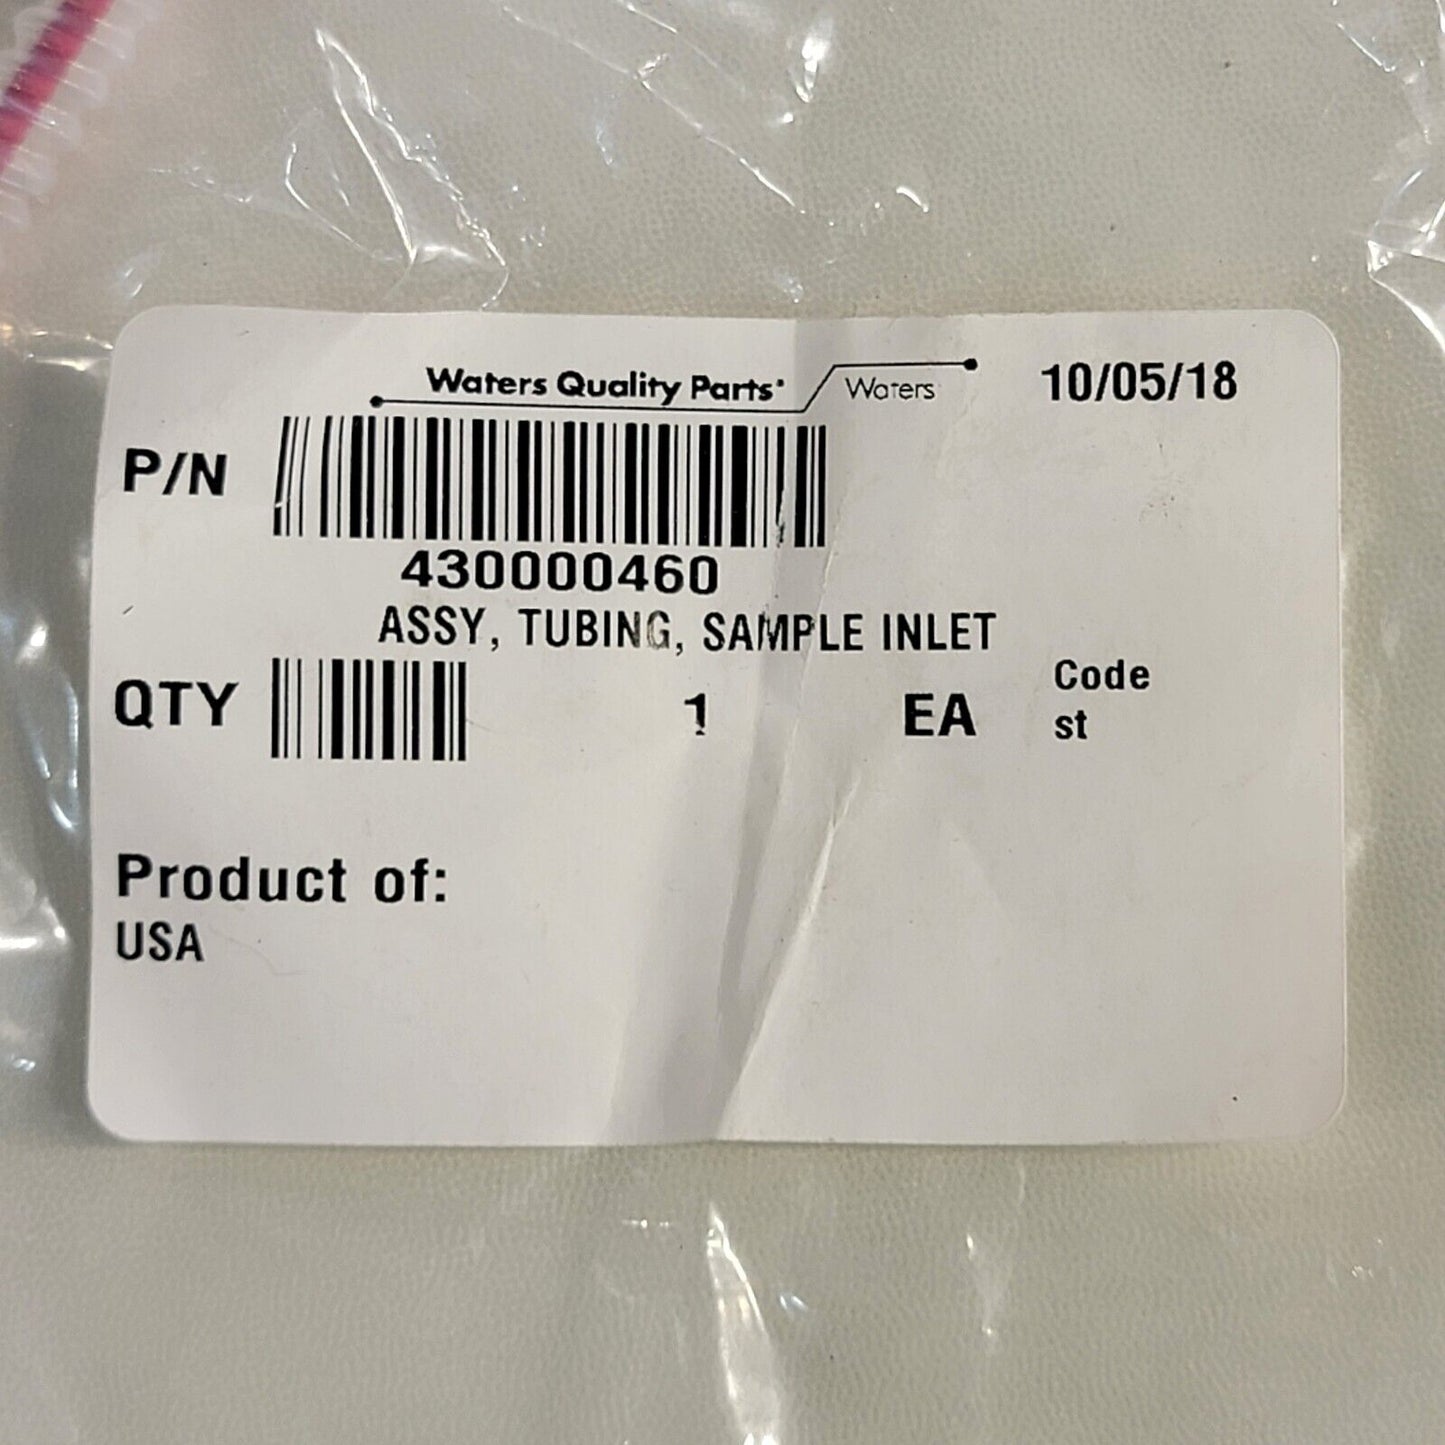 Waters Quality Parts Waters 10/05/18
P/N
430000460
ASSY, TUBING, SAMPLE INLET
QTY 1 EA Code
st
Product of:
USA